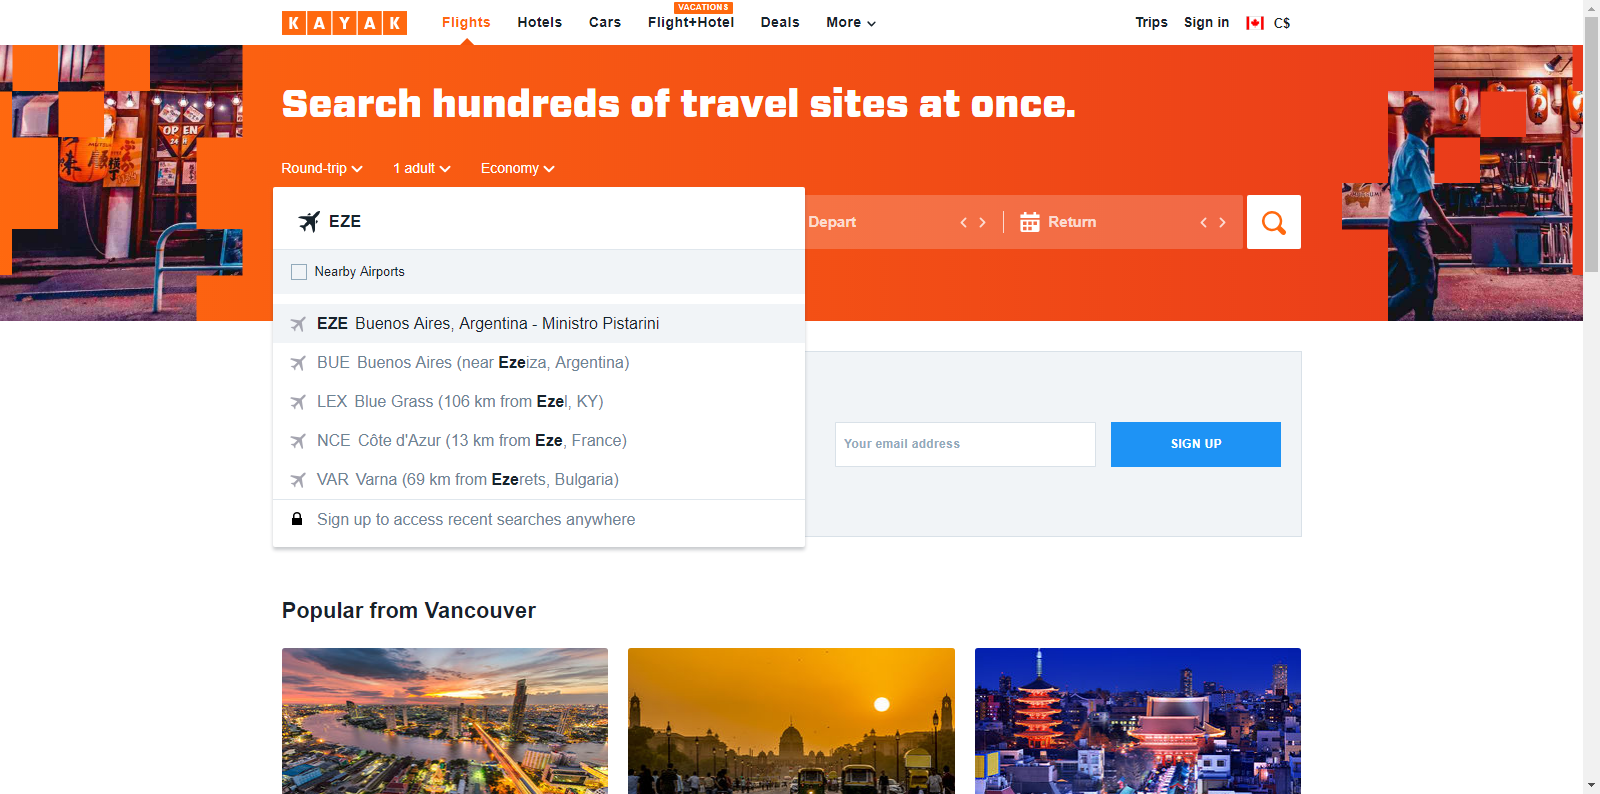 KAYAK
Flights
Hotels
Cars
VACATIONS
Flight+Hotel
Deals
More
Trips
Sign in
C$
Search hundreds of travel sites at once.
OPEN
Round-trip
1 adult
Economy
EZE
Depart
Return
Nearby Airports
EZE Buenos Aires, Argentina - Ministro Pistarini
BUE Buenos Aires (near Ezeiza, Argentina)
LEX Blue Grass (106 km from Ezel, KY)
NCE Côte d'Azur (13 km from Eze, France)
VAR Varna (69 km from Ezerets, Bulgaria)
Sign up to access recent searches anywhere
Your email address
SIGN UP
Popular from Vancouver